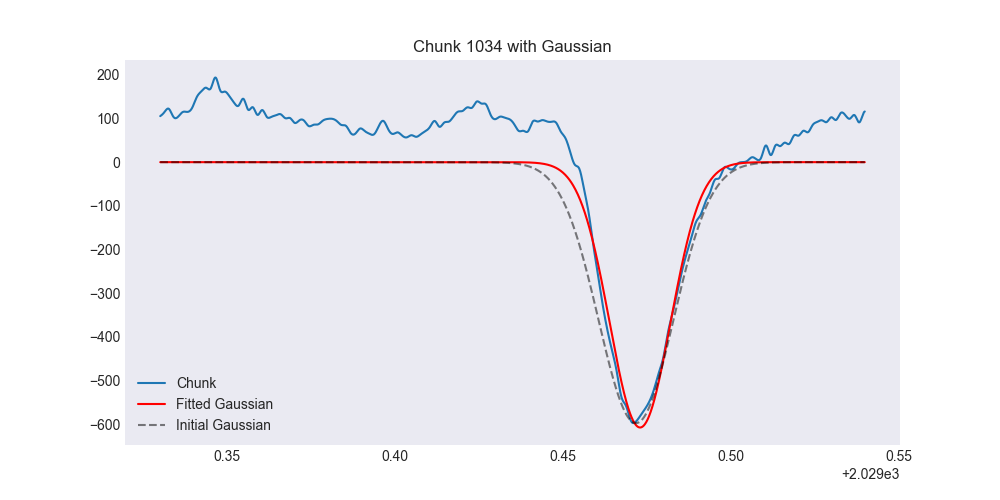 Chunk 1034 with Gaussian
200
100
0
−100
−200
−300
−400
−500
−600
Chunk
Fitted Gaussian
Initial Gaussian
0.35 0.40 0.45 0.50 0.55
+2.029e3